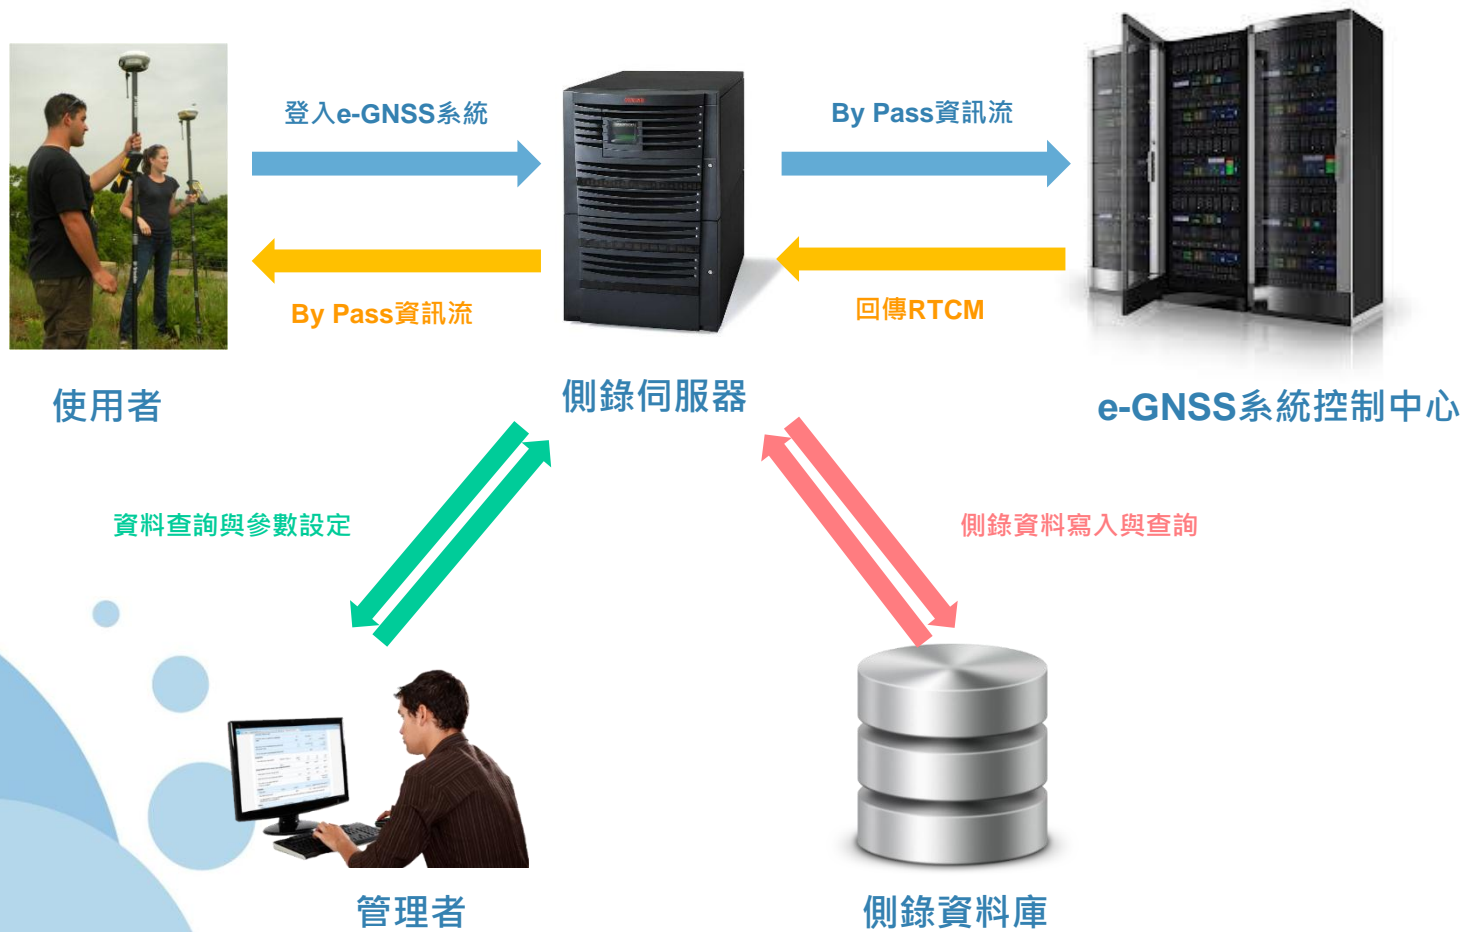 登入e-GNSS系統
By Pass資訊流
By Pass資訊流
回傳RTCM
使用者
側錄伺服器
e-GNSS系統控制中心
資料查詢與參數設定
側錄資料寫入與查詢
管理者
側錄資料庫